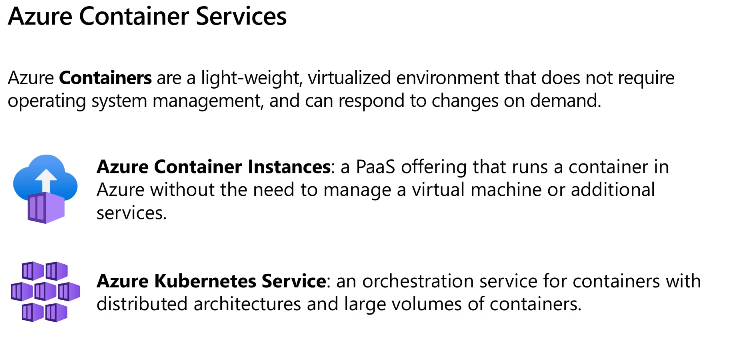 Azure Container Services
Azure Containers are a light-weight, virtualized environment that does not require
operating system management, and can respond to changes on demand.
Azure Container Instances: a PaaS offering that runs a container in
Azure without the need to manage a virtual machine or additional
services.
Azure Kubernetes Service: an orchestration service for containers with
distributed architectures and large volumes of containers.